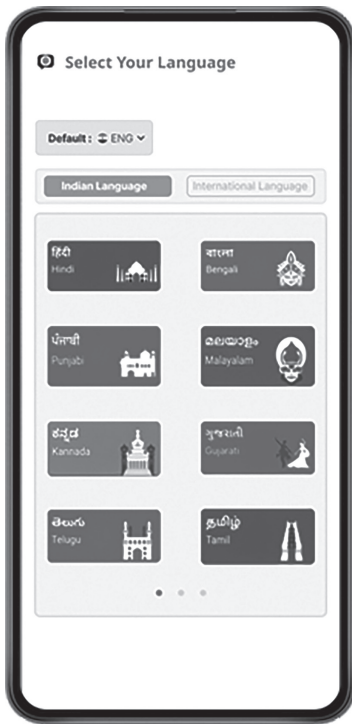 Select Your Language
Default : ENG
Indian Language
International Language
हिंदी
Hindi
বাংলা
Bengali
ਪੰਜਾਬੀ
Punjabi
മലയാളം
Malayalam
ಕನ್ನಡ
Kannada
ગુજરાતી
Gujarati
తెలుగు
Telugu
தமிழ்
Tamil